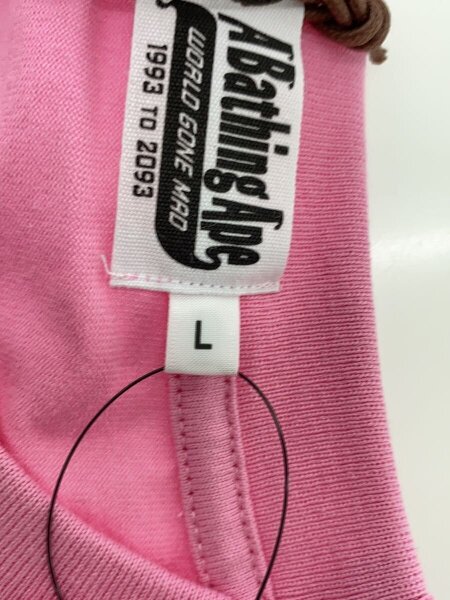 A Bathing Ape
WORLD GONE MAD
1993 TO 2093
L